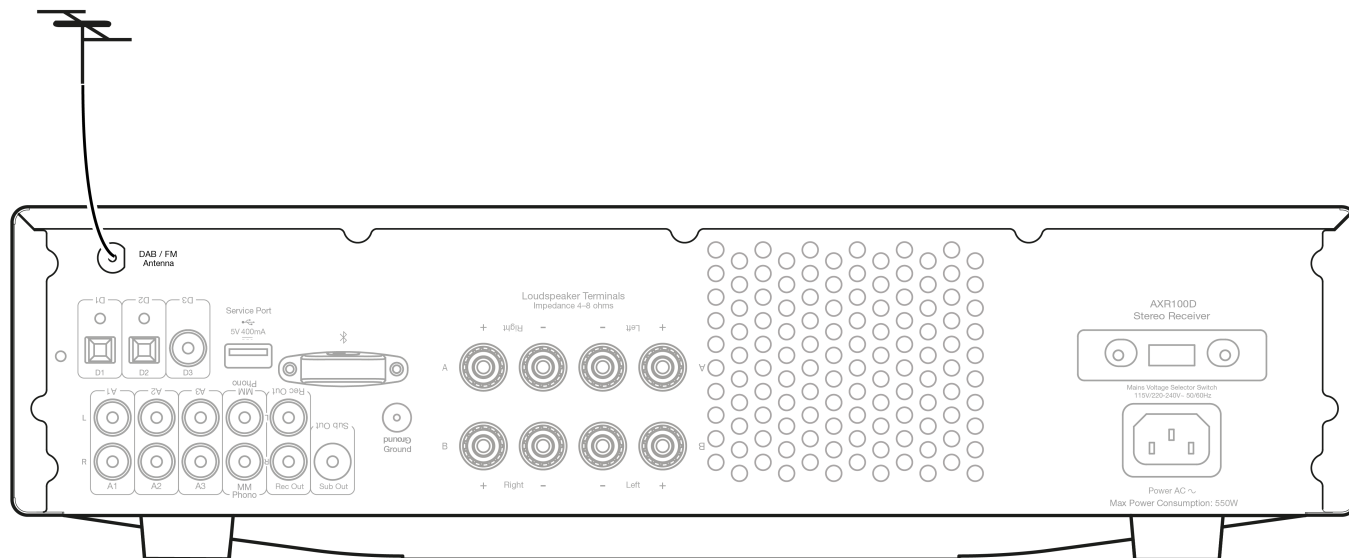 DAB / FM
Antenna
D1
D2
D3
Service Port
5V 400mA
D1
D2
D3
MM
Phono
A1
A2
A3
Rec Out
Sub Out
L
L
R
R
A1
A2
A3
MM
Phono
Rec Out
Sub Out
Ground
Ground
Loudspeaker Terminals
Impedance 4–8 ohms
+ Right –
– Left +
A
A
B
B
+ Right –
– Left +
AXR100D
Stereo Receiver
Mains Voltage Selector Switch
115V/220-240V~ 50/60Hz
Power AC ~
Max Power Consumption: 550W